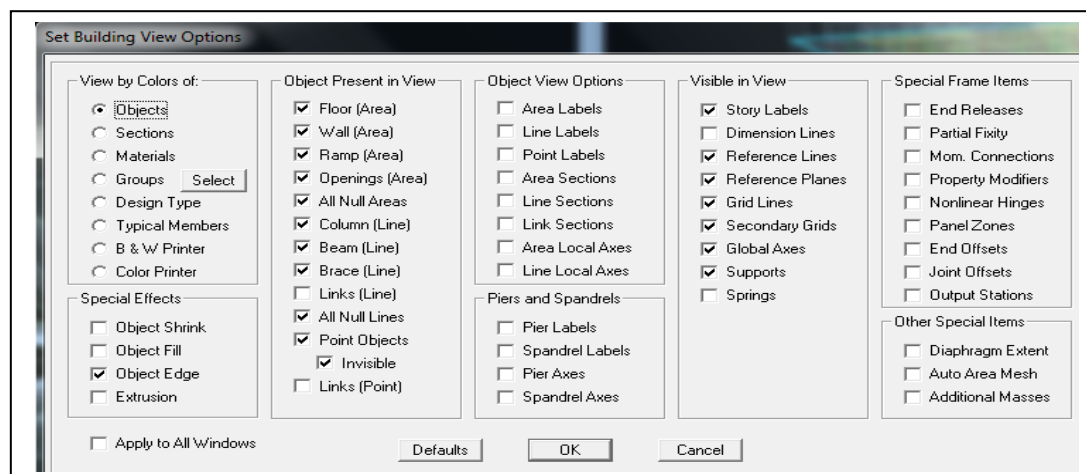 Set Building View Options
View by Colors of:
Objects
Sections
Materials
Groups Select
Design Type
Typical Members
B & W Printer
Color Printer
Special Effects
Object Shrink
Object Fill
Object Edge
Extrusion
Object Present in View
Floor (Area)
Wall (Area)
Ramp (Area)
Openings (Area)
All Null Areas
Column (Line)
Beam (Line)
Brace (Line)
Links (Line)
All Null Lines
Point Objects
Invisible
Links (Point)
Object View Options
Area Labels
Line Labels
Point Labels
Area Sections
Line Sections
Link Sections
Area Local Axes
Line Local Axes
Piers and Spandrels
Pier Labels
Spandrel Labels
Pier Axes
Spandrel Axes
Visible in View
Story Labels
Dimension Lines
Reference Lines
Reference Planes
Grid Lines
Secondary Grids
Global Axes
Supports
Springs
Special Frame Items
End Releases
Partial Fixity
Mom. Connections
Property Modifiers
Nonlinear Hinges
Panel Zones
End Offsets
Joint Offsets
Output Stations
Other Special Items
Diaphragm Extent
Auto Area Mesh
Additional Masses
Apply to All Windows
Defaults OK Cancel